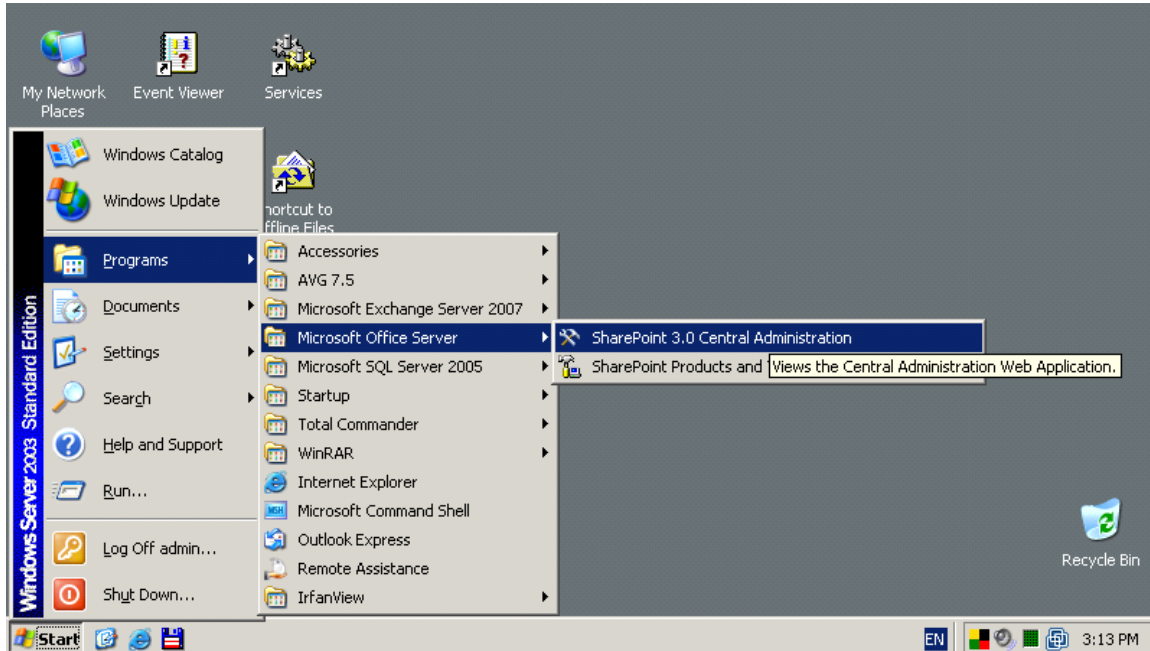 My Network
Places
Event Viewer
Services
hortcut to
ffline Files
Windows Server 2003 Standard Edition
Windows Catalog
Windows Update
Programs
Documents
Settings
Search
Help and Support
Run...
Log Off admin...
Shut Down...
Accessories
AVG 7.5
Microsoft Exchange Server 2007
Microsoft Office Server
Microsoft SQL Server 2005
Startup
Total Commander
WinRAR
Internet Explorer
Microsoft Command Shell
Outlook Express
Remote Assistance
IrfanView
SharePoint 3.0 Central Administration
SharePoint Products and
Views the Central Administration Web Application.
Recycle Bin
Start
EN
3:13 PM